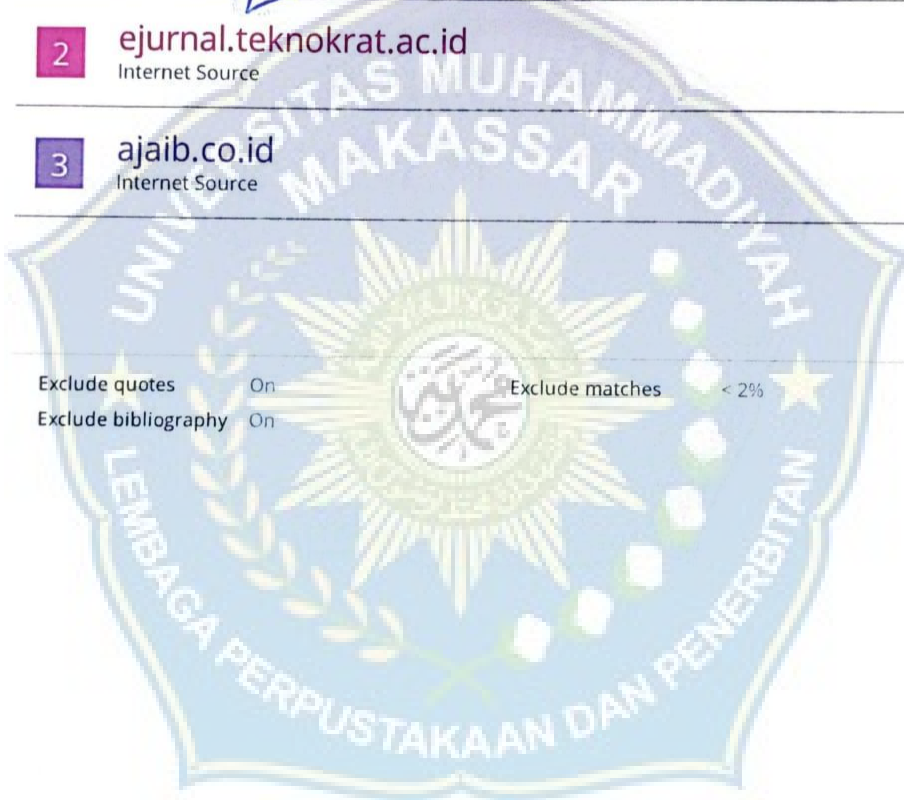 2
ejurnal.teknokrat.ac.id
Internet Source
3
ajaib.co.id
Internet Source
Exclude quotes On
Exclude matches < 2%
Exclude bibliography On
UNIVERSITAS MUHAMMADIYAH
MAKASSAR
LEMBAGA PERPUSTAKAAN DAN PENERBITAN